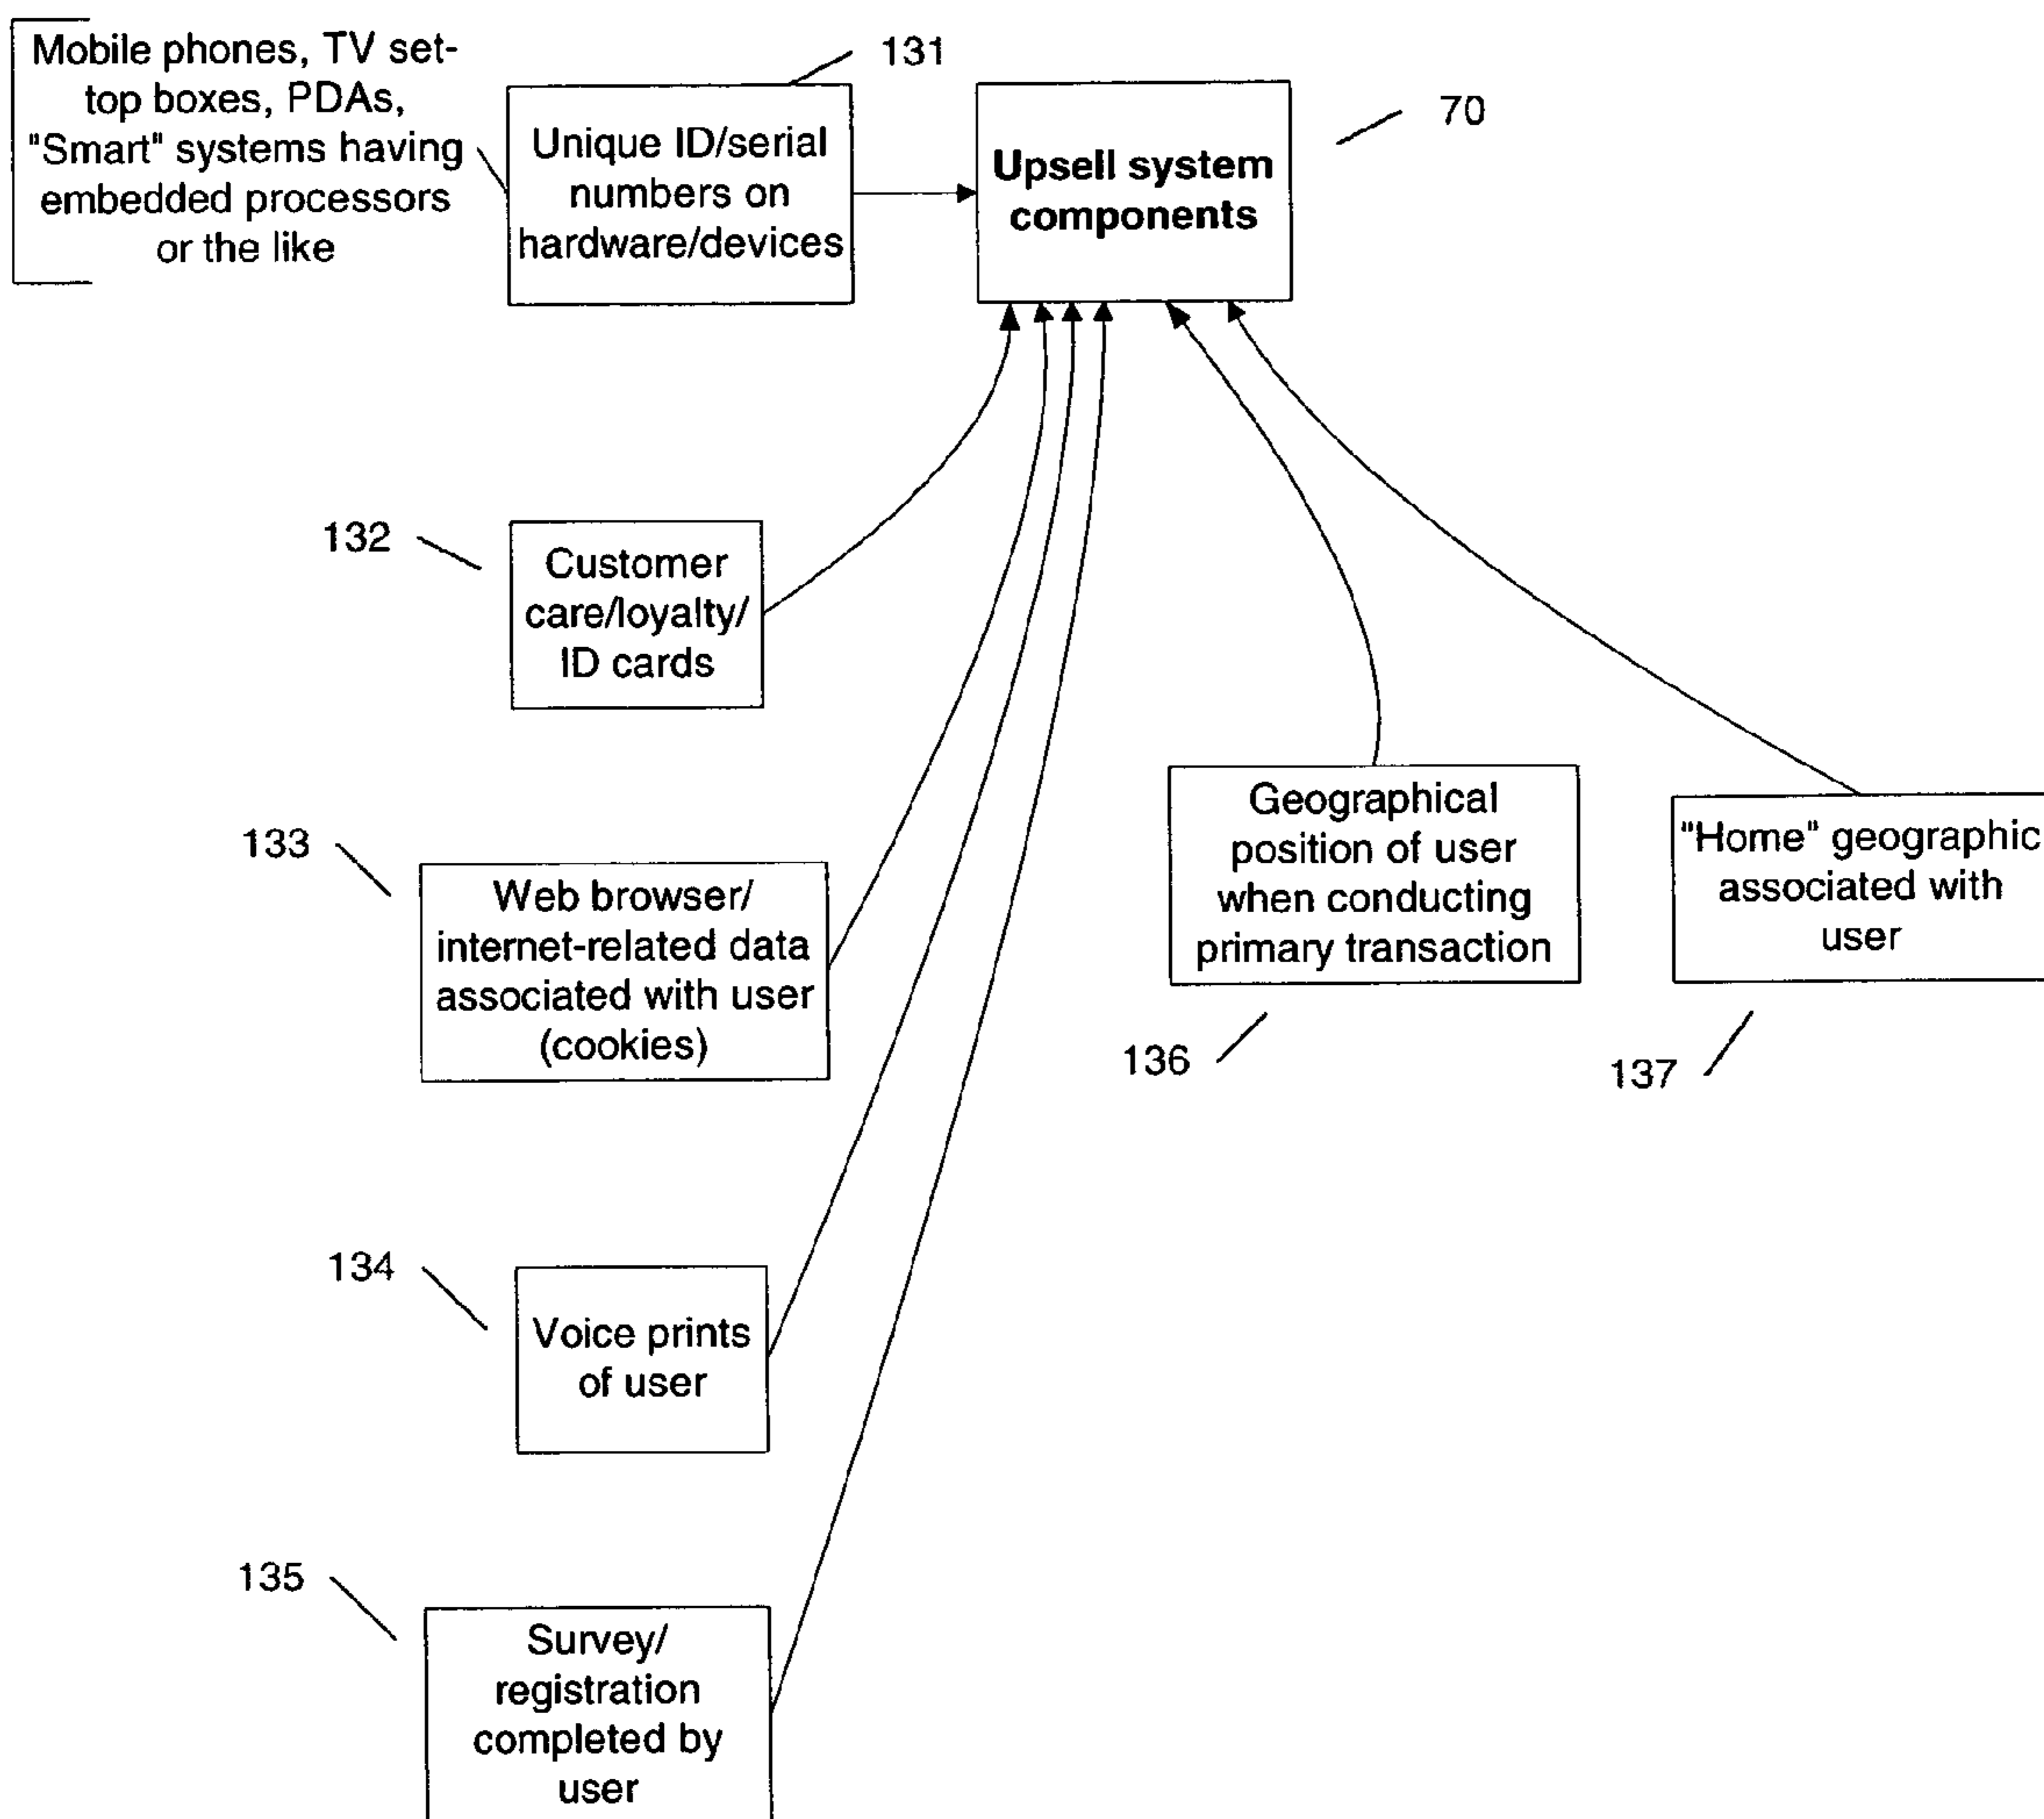 Mobile phones, TV set-
top boxes, PDAs,
"Smart" systems having
embedded processors
or the like
131
Unique ID/serial
numbers on
hardware/devices
70
Upsell system
components
132
Customer
care/loyalty/
ID cards
133
Web browser/
internet-related data
associated with user
(cookies)
134
Voice prints
of user
135
Survey/
registration
completed by
user
Geographical
position of user
when conducting
primary transaction
136
"Home" geographic
associated with
user
137